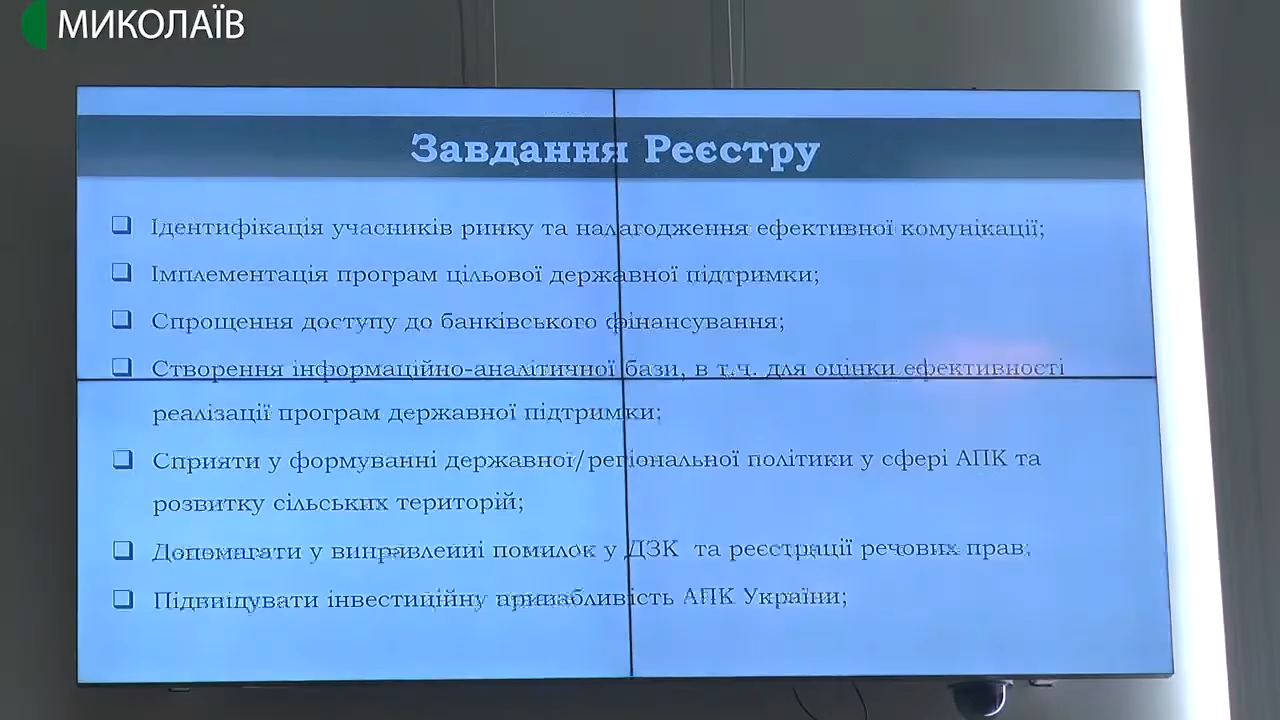 МИКОЛАЇВ
Завдання Реєстру
❑ Ідентифікація учасників ринку та налагодження ефективної комунікації;
❑ Імплементація програм цільової державної підтримки;
❑ Спрощення доступу до банківського фінансування;
❑ Створення інформаційно-аналітичної бази, в т.ч. для оцінки ефективності
реалізації програм державної підтримки;
❑ Сприяти у формуванні державної/регіональної політики у сфері АПК та
розвитку сільських територій;
❑ Допомагати у виправленні помилок у ДЗК та реєстрації речових прав;
❑ Підвищувати інвестиційну привабливість АПК України;